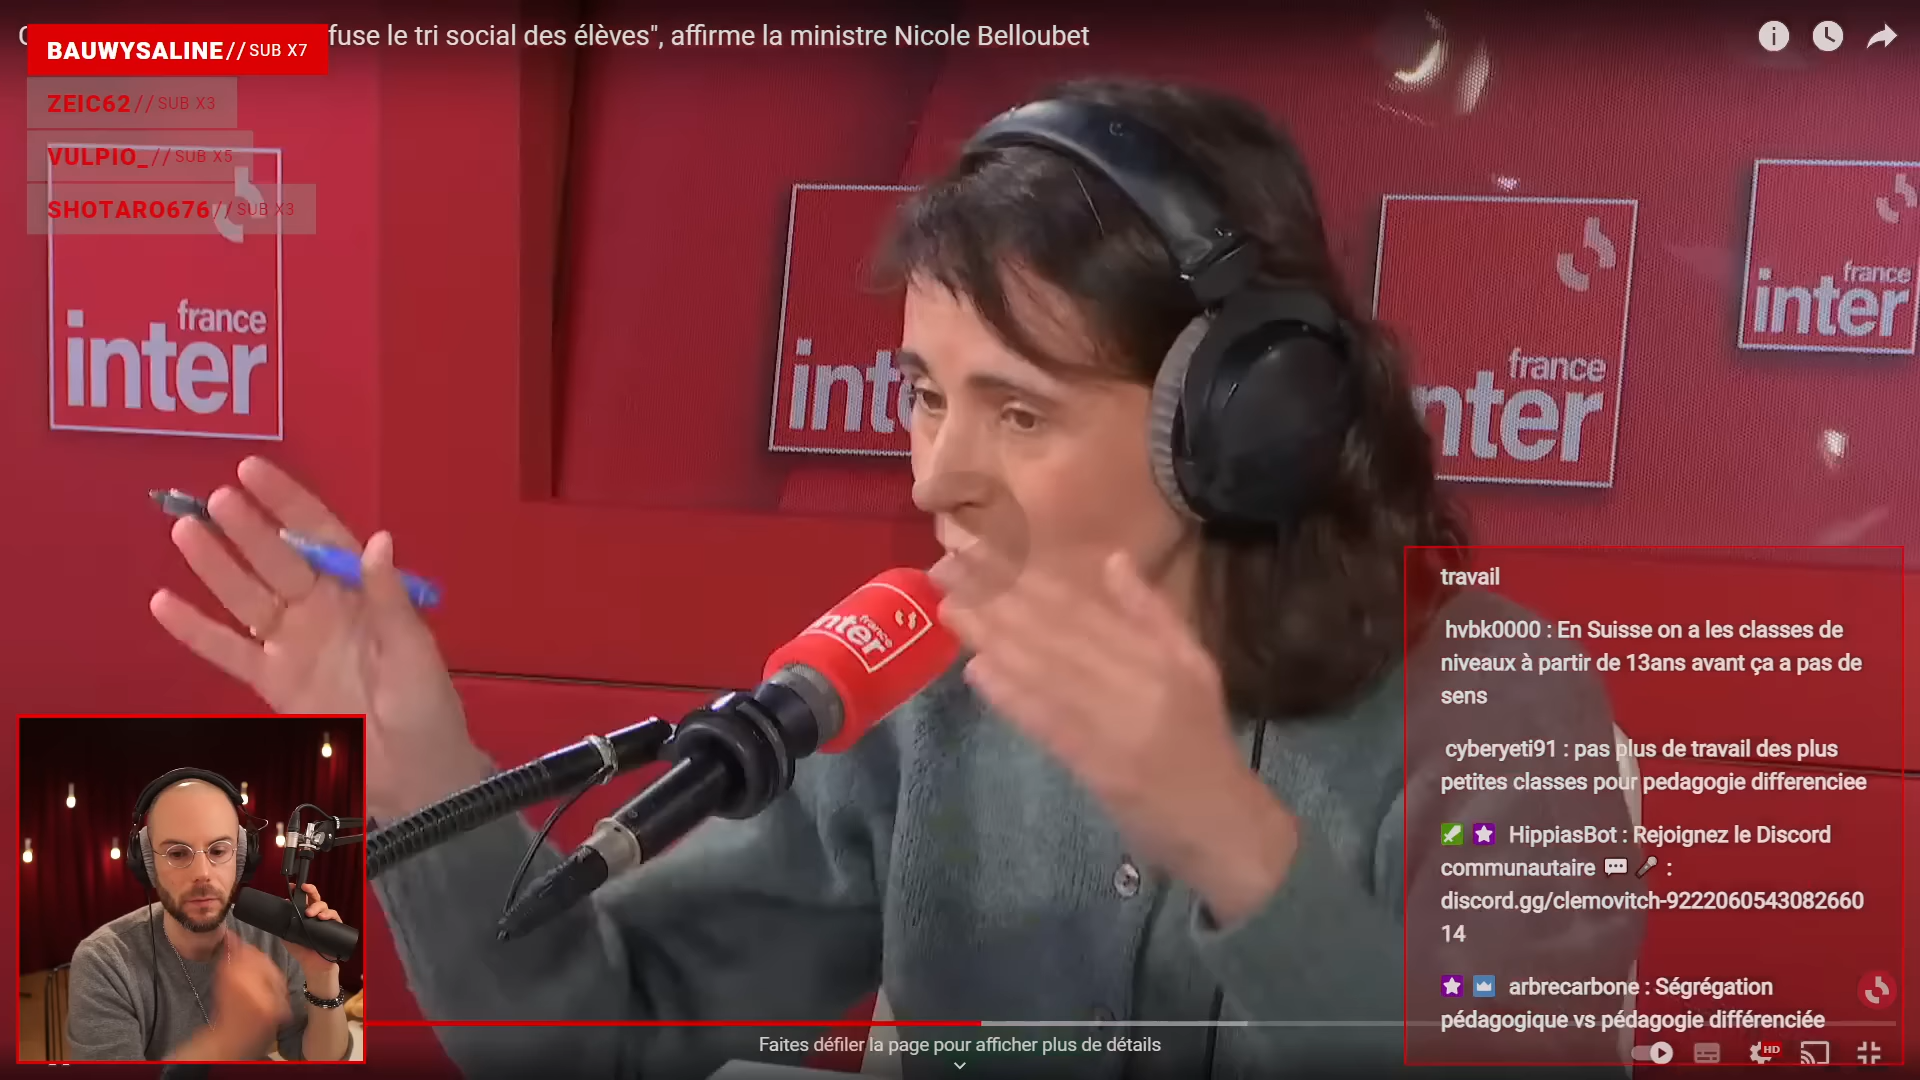 fuse le tri social des élèves", affirme la ministre Nicole Belloubet
BAUWYSALINE// SUB X7
ZEIC62// SUB X3
VULPIO_// SUB X5
SHOTARO676// SUB X3
france
inter
inte
france
nter
france
inter
france
inter
travail
hvbk0000 : En Suisse on a les classes de
niveaux à partir de 13ans avant ça a pas de
sens
cyberyeti91 : pas plus de travail des plus
petites classes pour pedagogie differenciee
HippiasBot : Rejoignez le Discord
communautaire 💬 🎤 :
discord.gg/clemovitch-9222060543082660
14
arbrecarbone : Ségrégation
pédagogique vs pédagogie différenciée
Faites défiler la page pour afficher plus de détails
HD